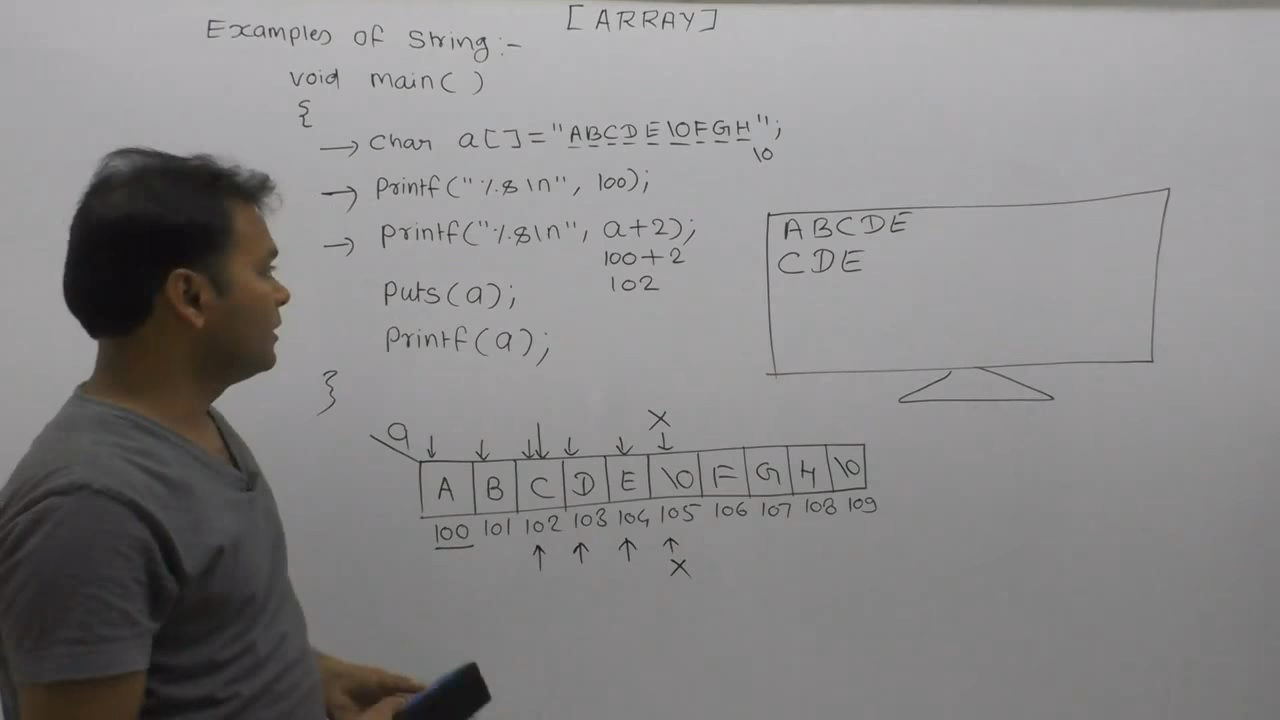 [ARRAY]
Examples of String:-
void main( )
{
→ char a[]="ABCDE\0FGH";
\0
→ printf("%s\n", 100);
→ printf("%s\n", a+2);
100+2
102
puts(a);
printf(a);
}
ABCDE
CDE
a
X
A B C D E \0 F G H \0
100 101 102 103 104 105 106 107 108 109
X